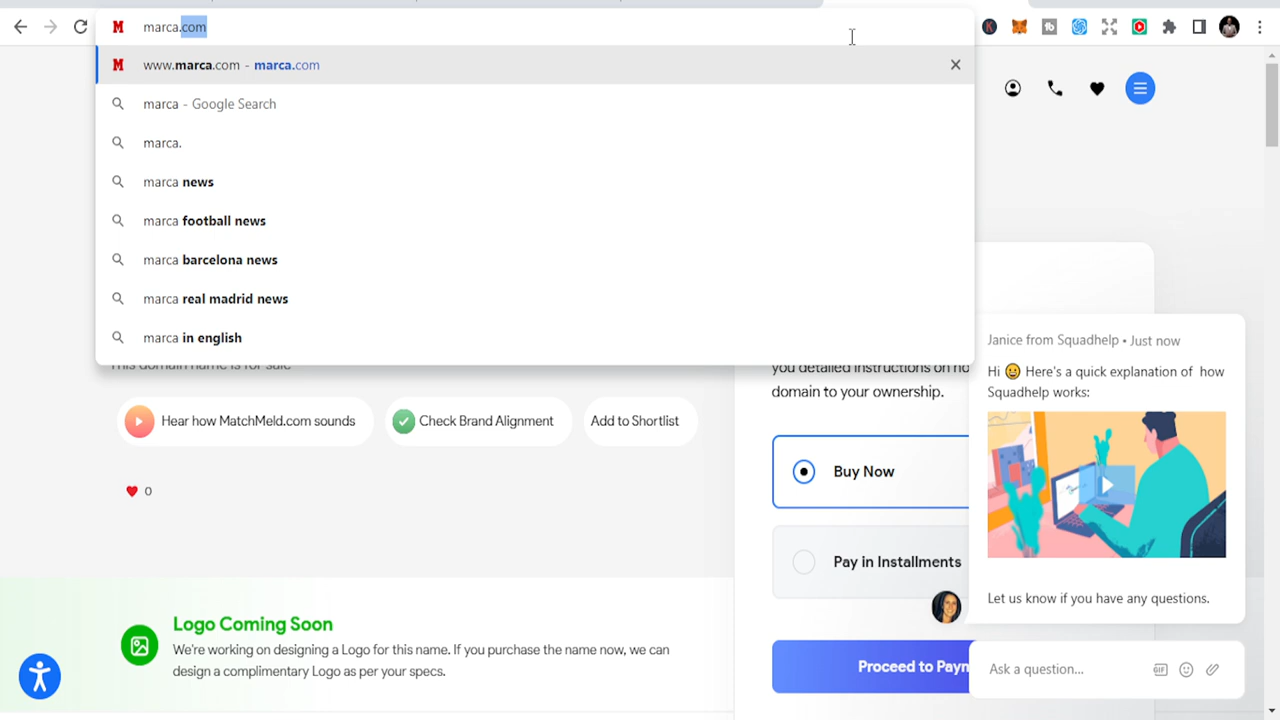 marca.com
www.marca.com - marca.com
marca - Google Search
marca.
marca news
marca football news
marca barcelona news
marca real madrid news
marca in english
This domain name is for sale
Hear how MatchMeld.com sounds
Check Brand Alignment
Add to Shortlist
0
Logo Coming Soon
We're working on designing a Logo for this name. If you purchase the name now, we can
design a complimentary Logo as per your specs.
you detailed instructions on ho
domain to your ownership.
Buy Now
Pay in Installments
Proceed to Payn
Janice from Squadhelp • Just now
Hi Here's a quick explanation of how
Squadhelp works:
Let us know if you have any questions.
Ask a question...
GIF